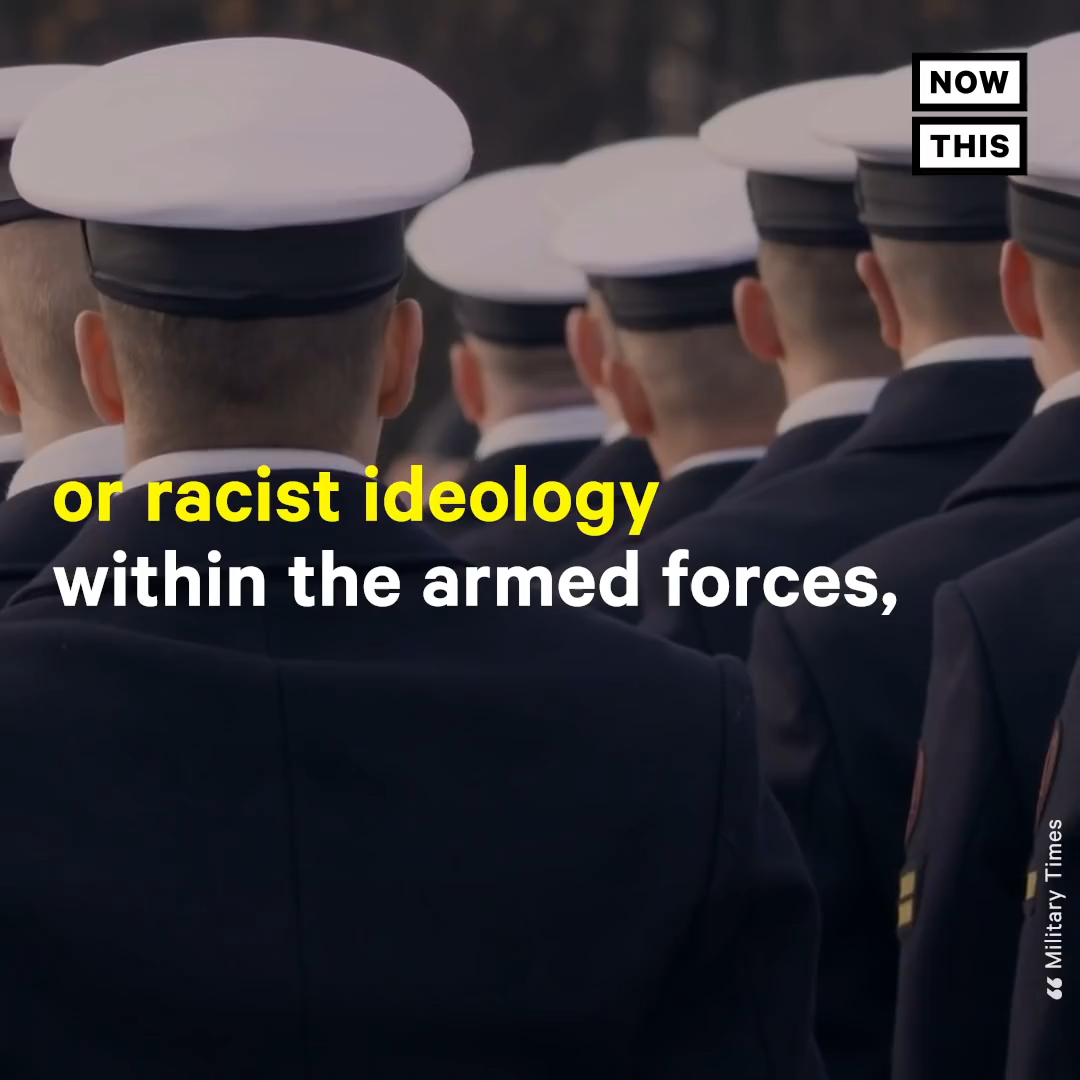 NOW
THIS
or racist ideology
within the armed forces,
“ Military Times